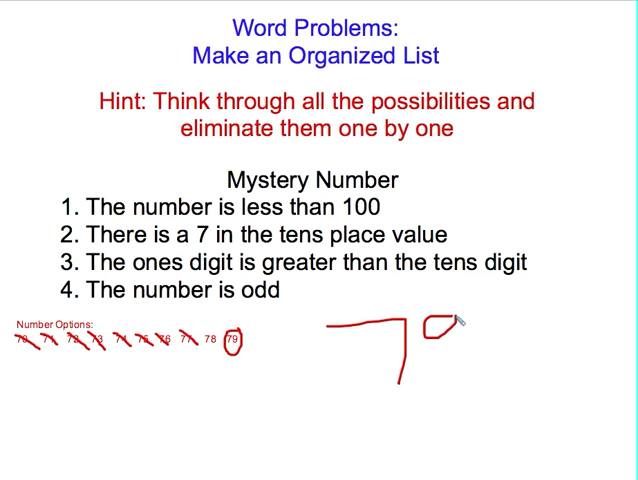 Word Problems:
Make an Organized List
Hint: Think through all the possibilities and
eliminate them one by one
Mystery Number
1. The number is less than 100
2. There is a 7 in the tens place value
3. The ones digit is greater than the tens digit
4. The number is odd
Number Options:
70 71 72 73 74 75 76 77 78 79
7